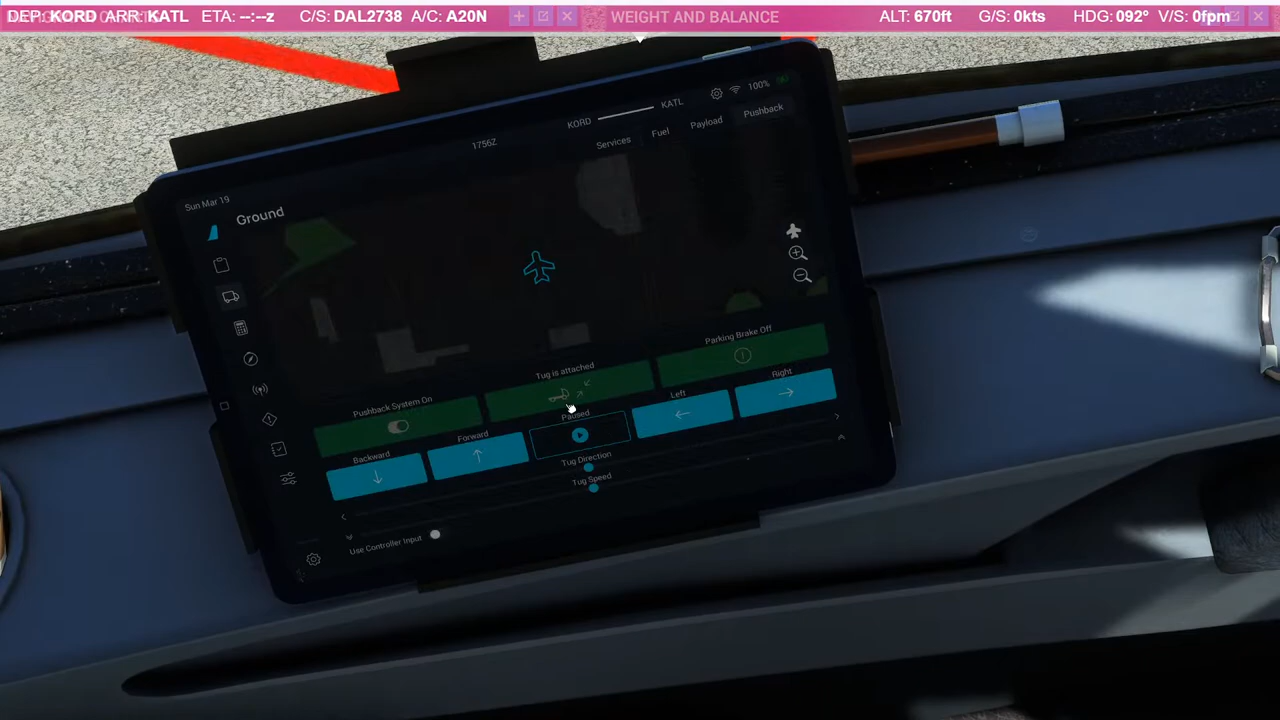 DEP: KORD ARR: KATL ETA: --:--z C/S: DAL2738 A/C: A20N WEIGHT AND BALANCE ALT: 670ft G/S: 0kts HDG: 092° V/S: 0fpm
KORD KATL 100%
Sun Mar 19 1756Z
Ground Services Fuel Payload Pushback
Pushback System On Tug is attached Parking Brake Off
Backward Forward Paused Left Right
Tug Direction
Tug Speed
Use Controller Input